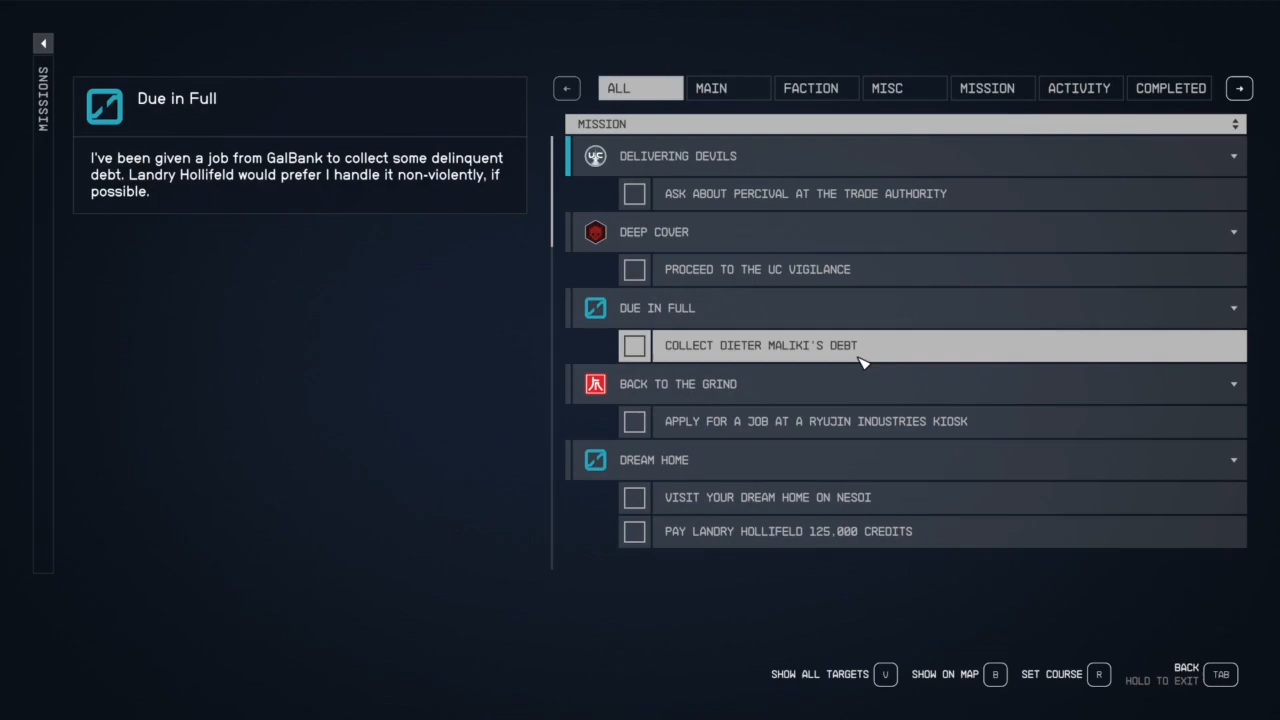 MISSIONS
Due in Full
I've been given a job from GalBank to collect some delinquent
debt. Landry Hollifeld would prefer I handle it non-violently, if
possible.
ALL MAIN FACTION MISC MISSION ACTIVITY COMPLETED
MISSION
UC DELIVERING DEVILS
ASK ABOUT PERCIVAL AT THE TRADE AUTHORITY
DEEP COVER
PROCEED TO THE UC VIGILANCE
DUE IN FULL
COLLECT DIETER MALIKI'S DEBT
BACK TO THE GRIND
APPLY FOR A JOB AT A RYUJIN INDUSTRIES KIOSK
DREAM HOME
VISIT YOUR DREAM HOME ON NESOI
PAY LANDRY HOLLIFELD 125,000 CREDITS
SHOW ALL TARGETS V SHOW ON MAP B SET COURSE R BACK TAB
HOLD TO EXIT